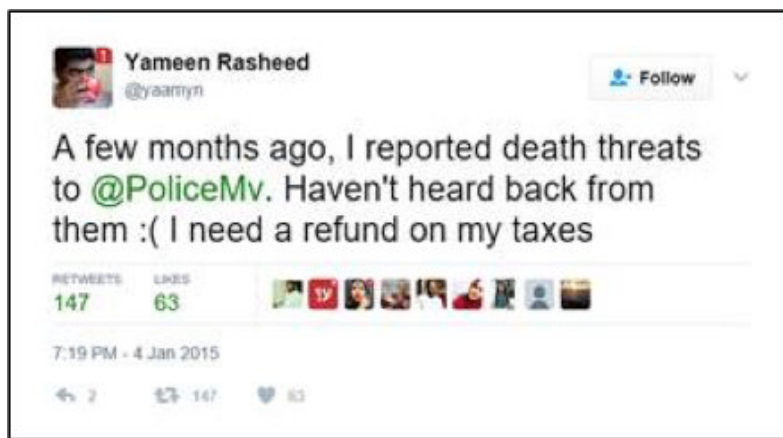 Yameen Rasheed
@yaamyn
Follow
A few months ago, I reported death threats
to @PoliceMv. Haven't heard back from
them :( I need a refund on my taxes
RETWEETS LIKES
147 63
7:19 PM - 4 Jan 2015
2 147 63